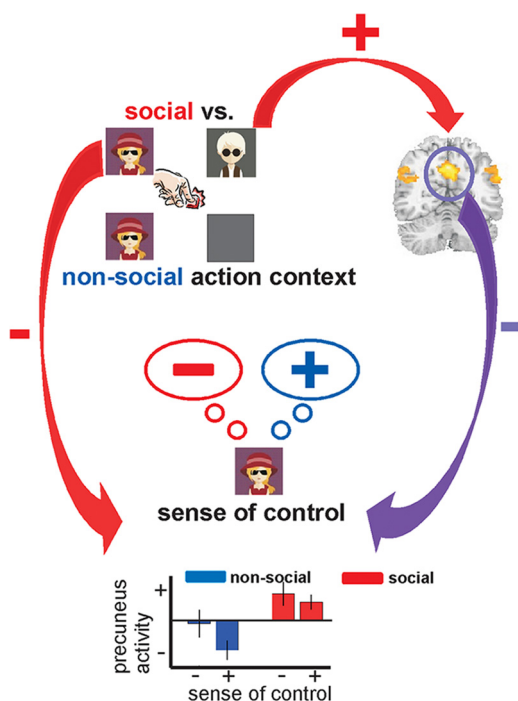 +
social vs.
non-social action context
-
-
- +
sense of control
non-social social
+
-
precuneus
activity
- + - +
sense of control